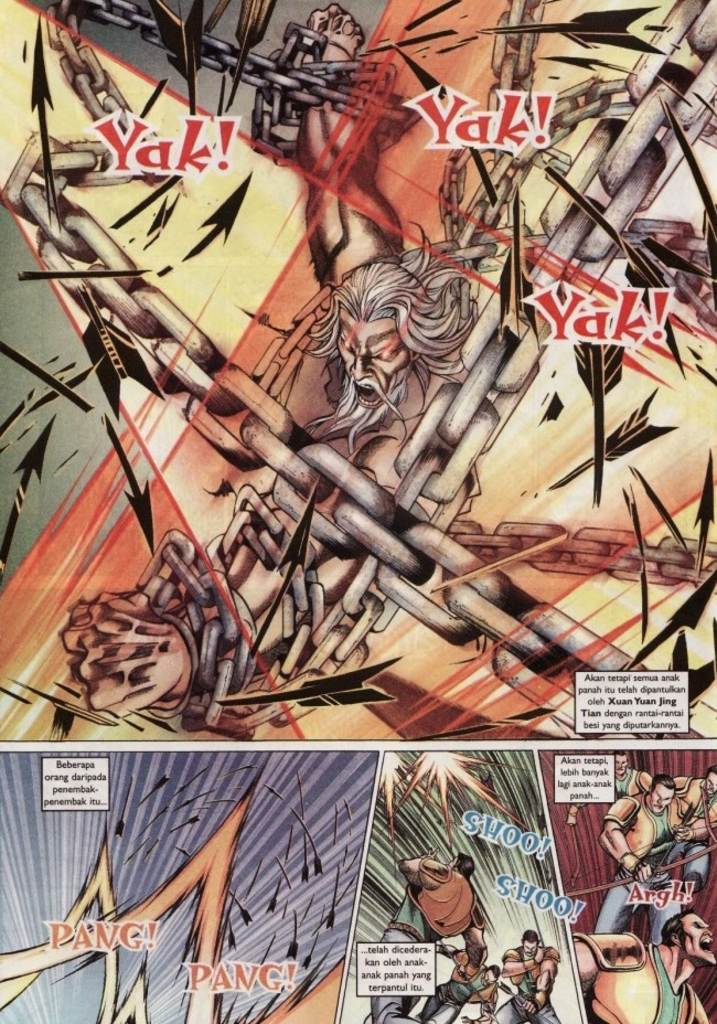 Yak!
Yak!
Yak!
Akan tetapi semua anak
panah itu telah dipantulkan
oleh Xuan Yuan Jing
Tian dengan rantai-rantai
besi yang diputarkannya.
Beberapa
orang daripada
penembak-
penembak itu...
PANG!
PANG!
SHOO!
SHOO!
...telah dicedera-
kan oleh anak-
anak panah yang
terpantul itu.
Akan tetapi,
lebih banyak
lagi anak-anak
panah...
Argh!